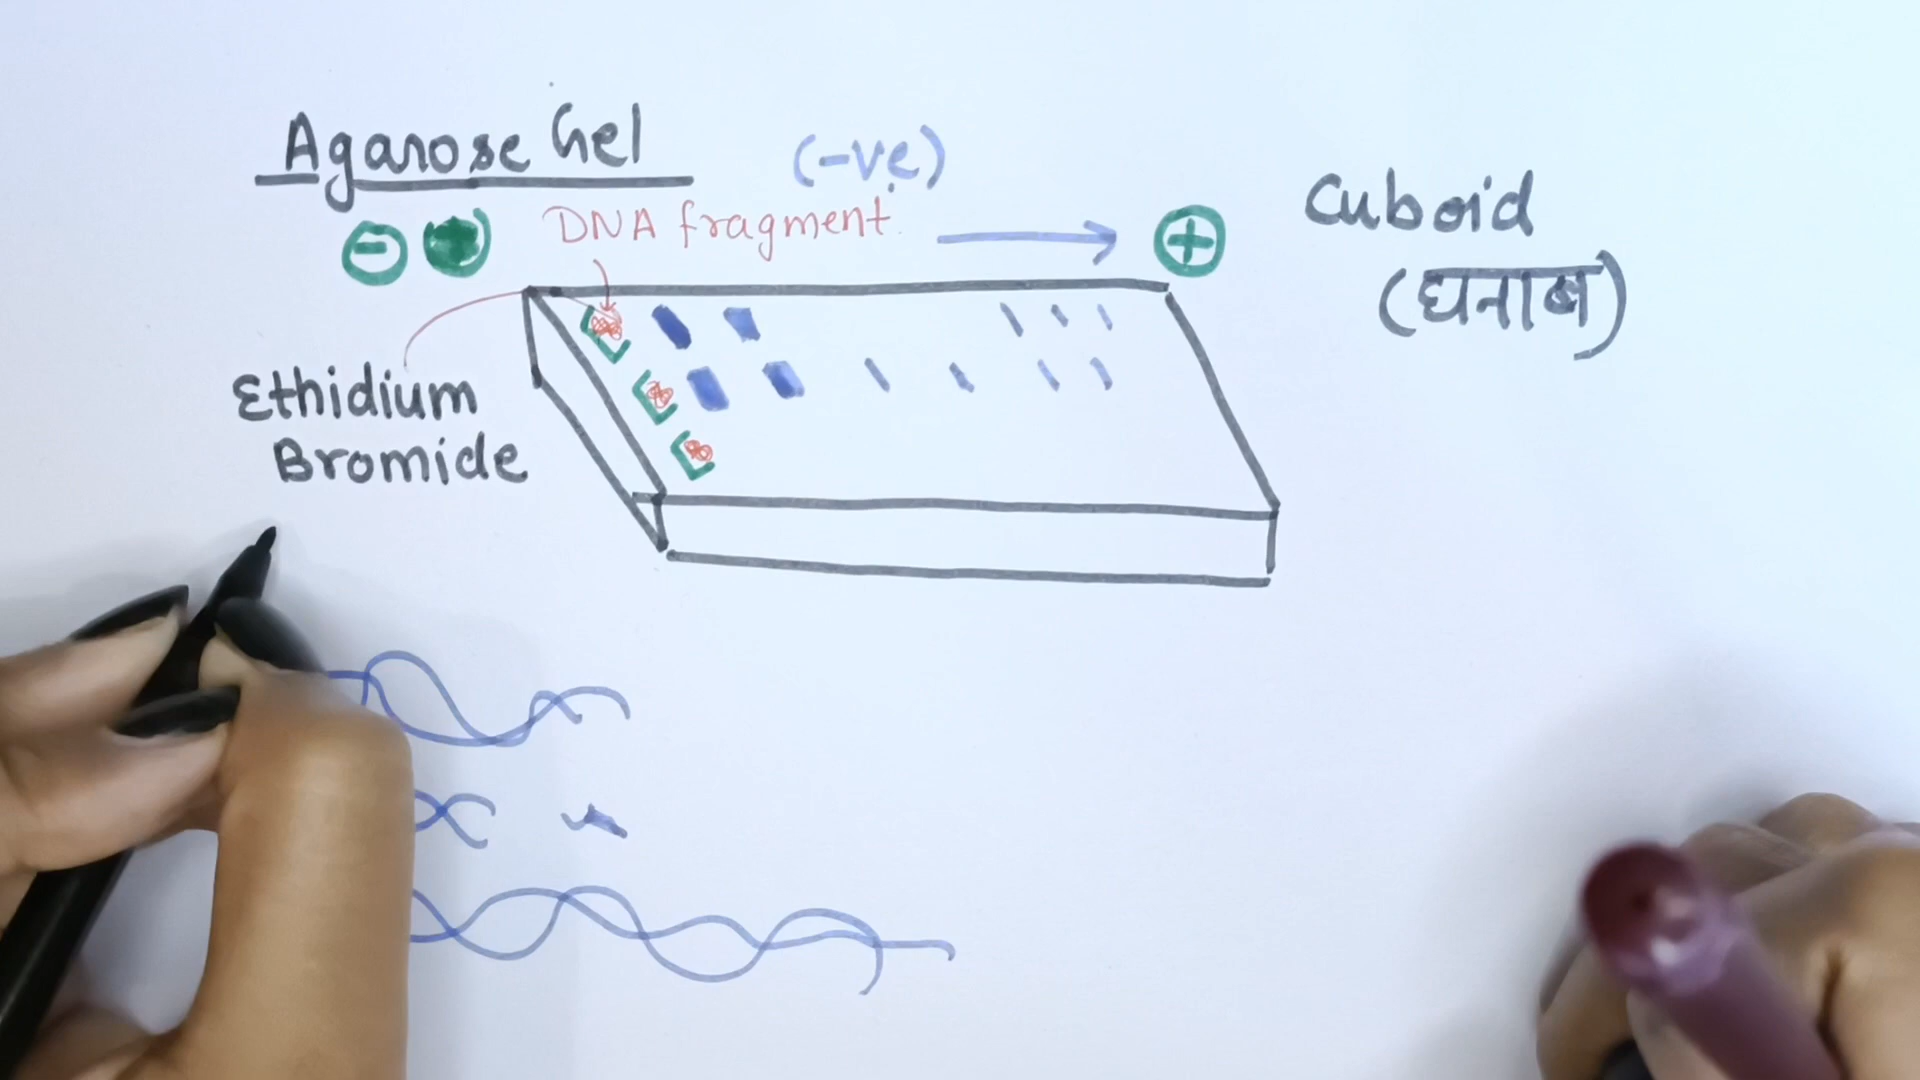 Agarose Gel
(-ve)
DNA fragment
- +
Cuboid
(घनाब)
Ethidium
Bromide